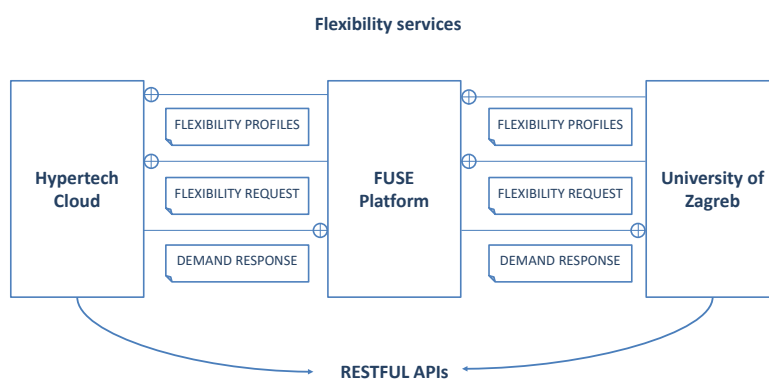 Flexibility services
Hypertech
Cloud
FLEXIBILITY PROFILES
FLEXIBILITY REQUEST
DEMAND RESPONSE
FUSE
Platform
FLEXIBILITY PROFILES
FLEXIBILITY REQUEST
DEMAND RESPONSE
University of
Zagreb
RESTFUL APIs